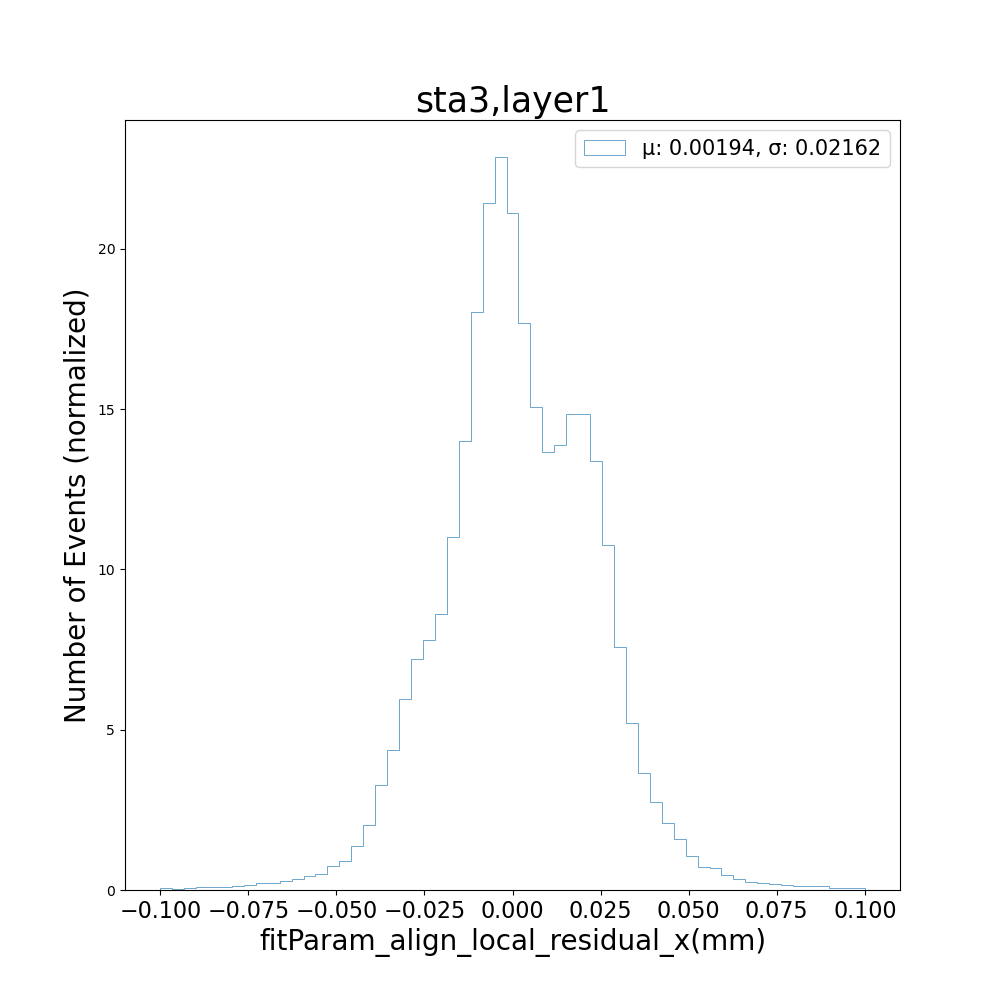 sta3,layer1
μ: 0.00194, σ: 0.02162
Number of Events (normalized)
20
15
10
5
0
−0.100 −0.075 −0.050 −0.025 0.000 0.025 0.050 0.075 0.100
fitParam_align_local_residual_x(mm)